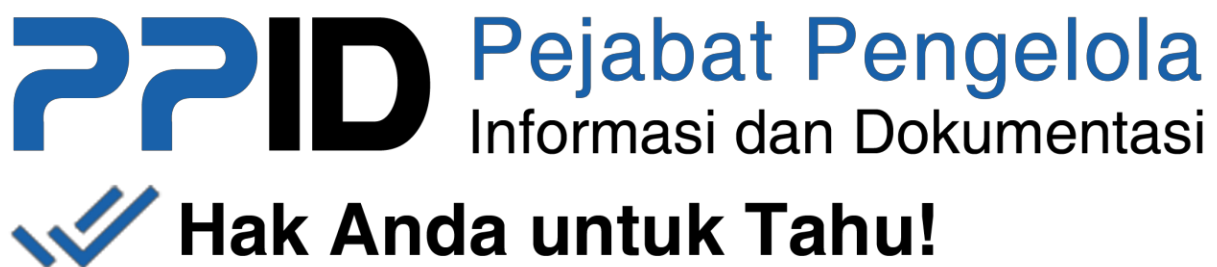 PPID
Pejabat Pengelola
Informasi dan Dokumentasi
Hak Anda untuk Tahu!